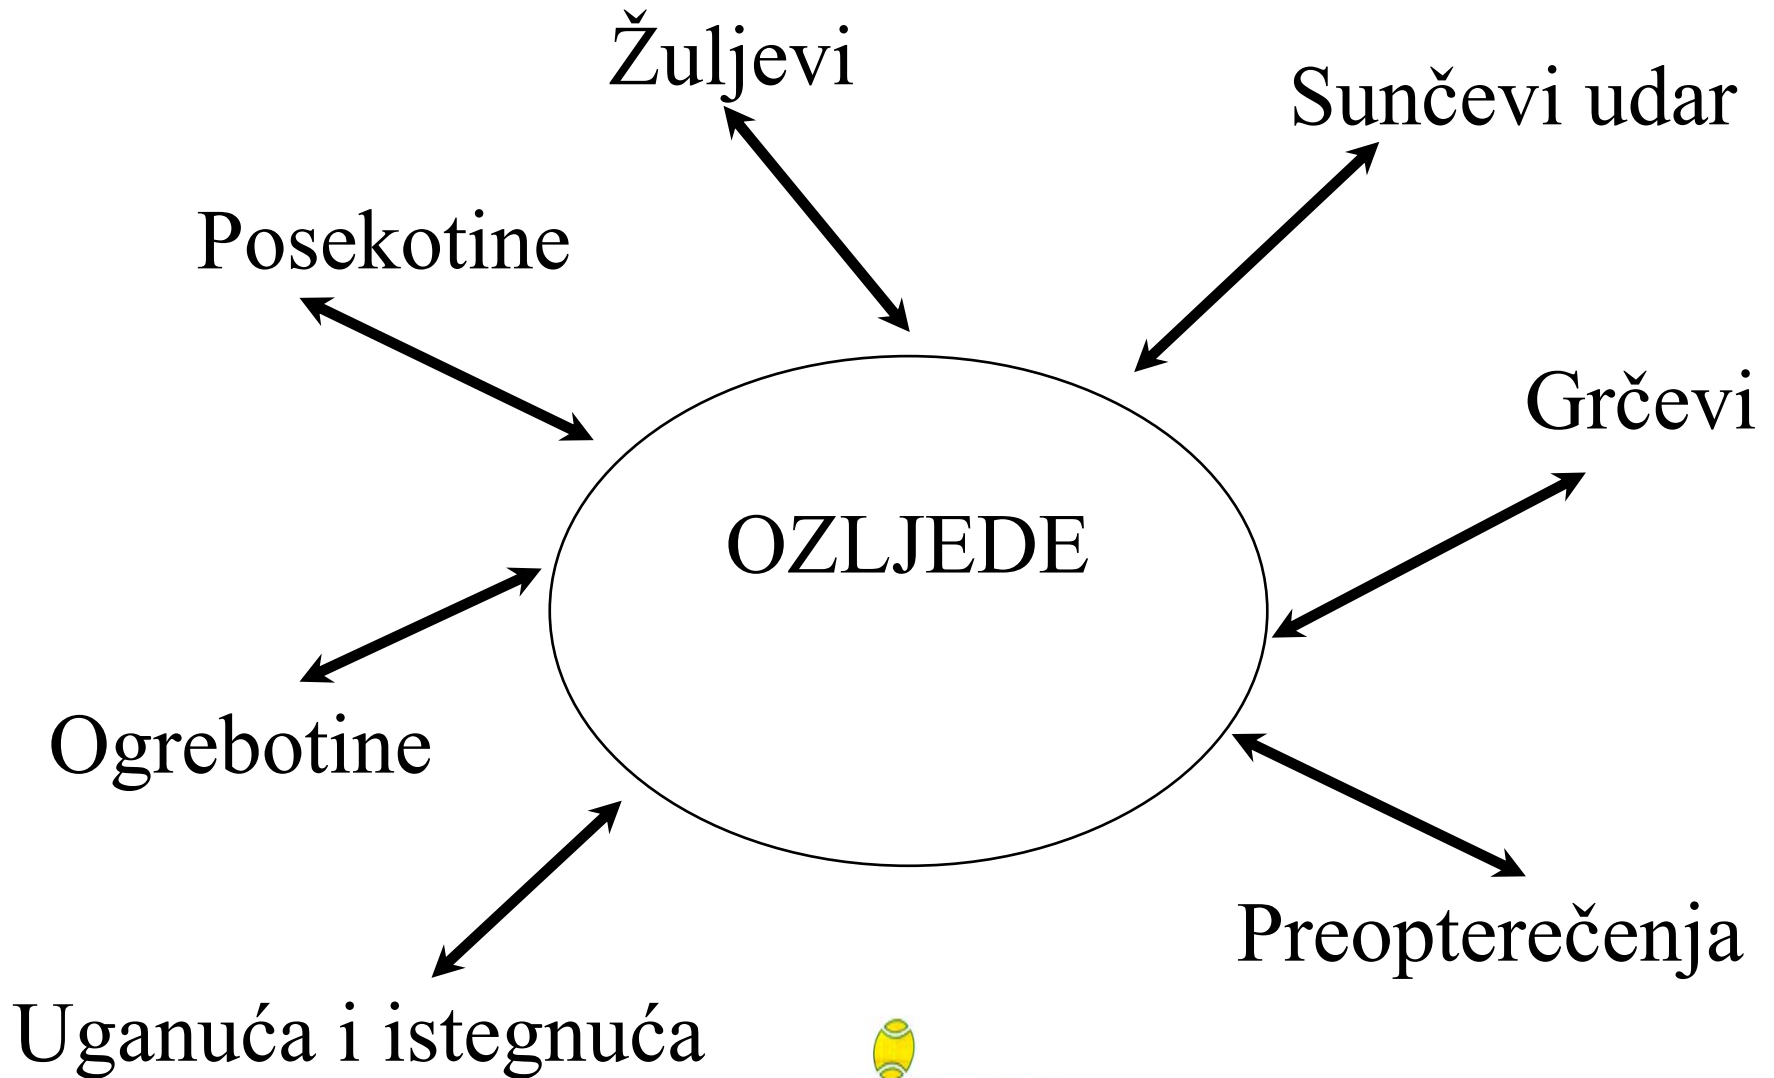 Žuljevi
Sunčevi udar
Posekotine
Grčevi
OZLJEDE
Ogrebotine
Preopterečenja
Uganuća i istegnuća